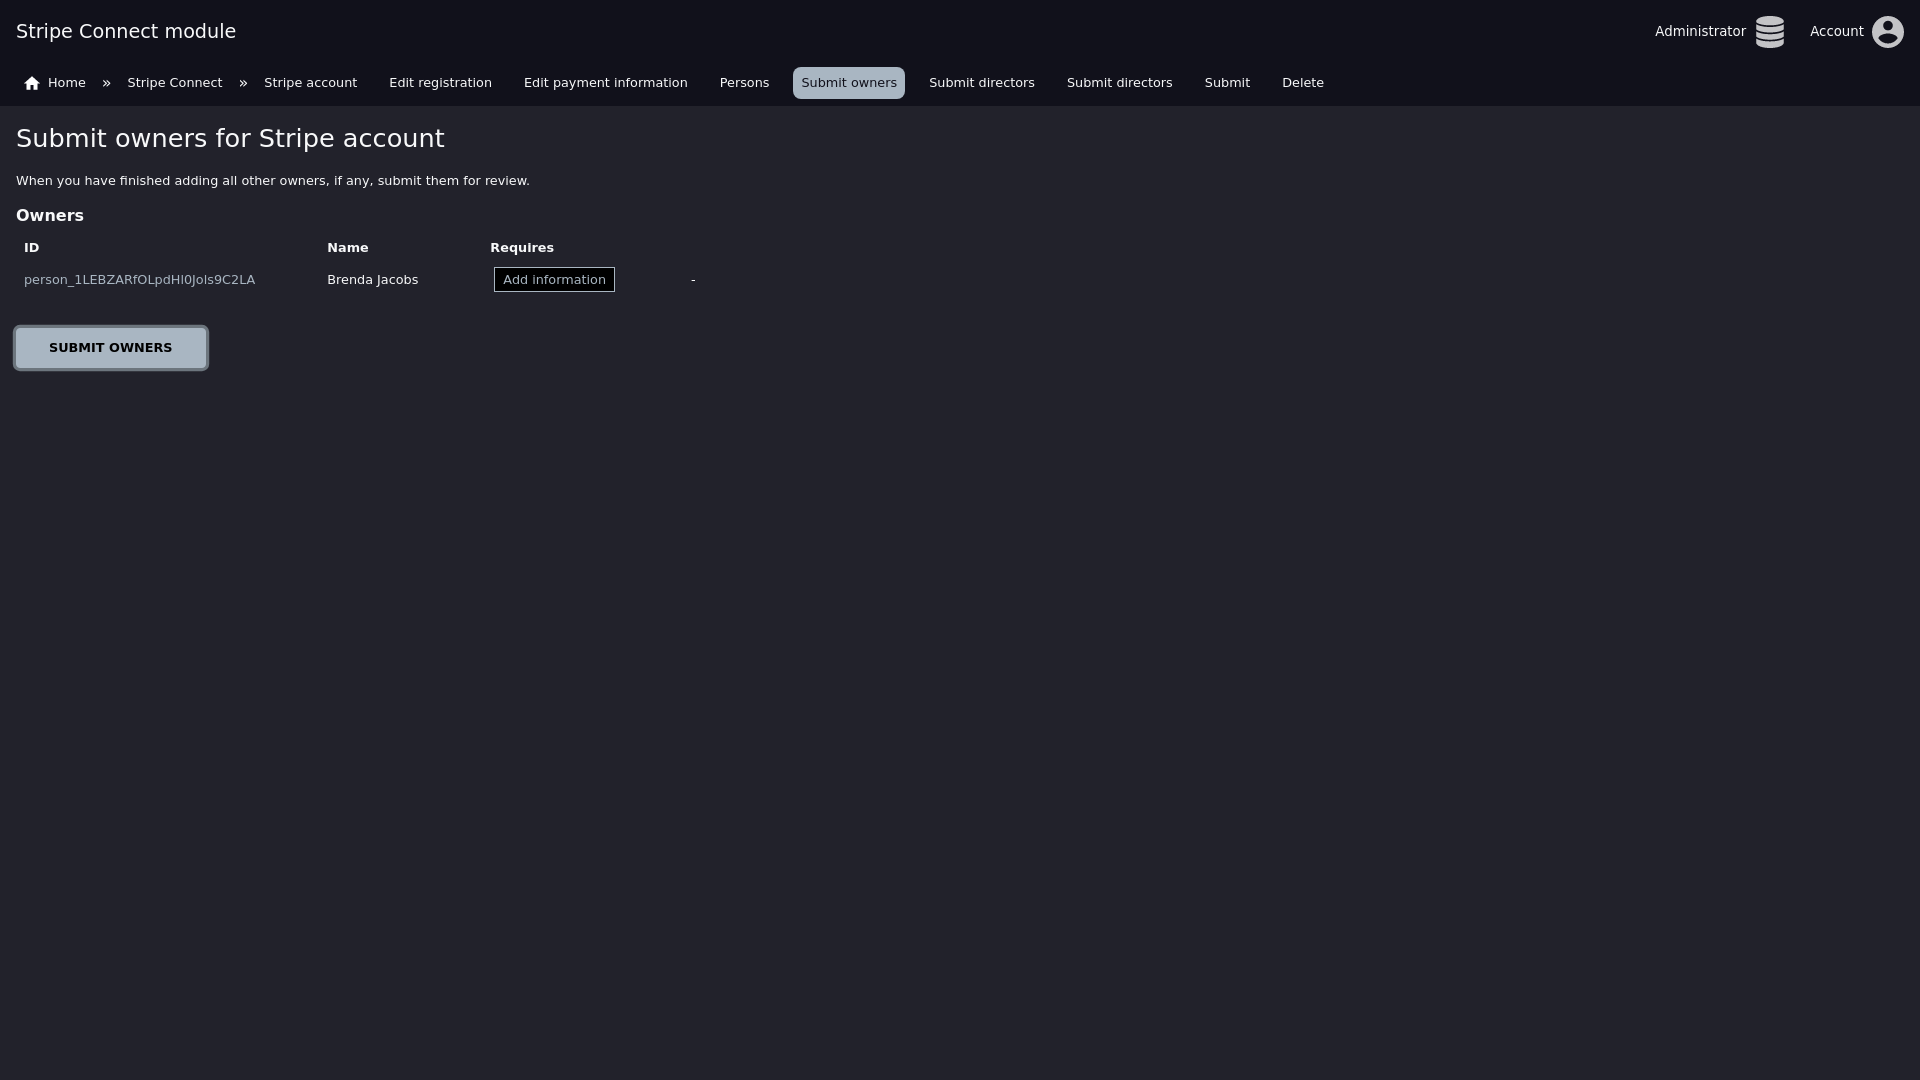 Stripe Connect module
Administrator
Account
Home » Stripe Connect » Stripe account Edit registration Edit payment information Persons Submit owners Submit directors Submit directors Submit Delete
Submit owners for Stripe account
When you have finished adding all other owners, if any, submit them for review.
Owners
ID Name Requires
person_1LEBZARfOLpdHI0Jols9C2LA Brenda Jacobs Add information -
SUBMIT OWNERS